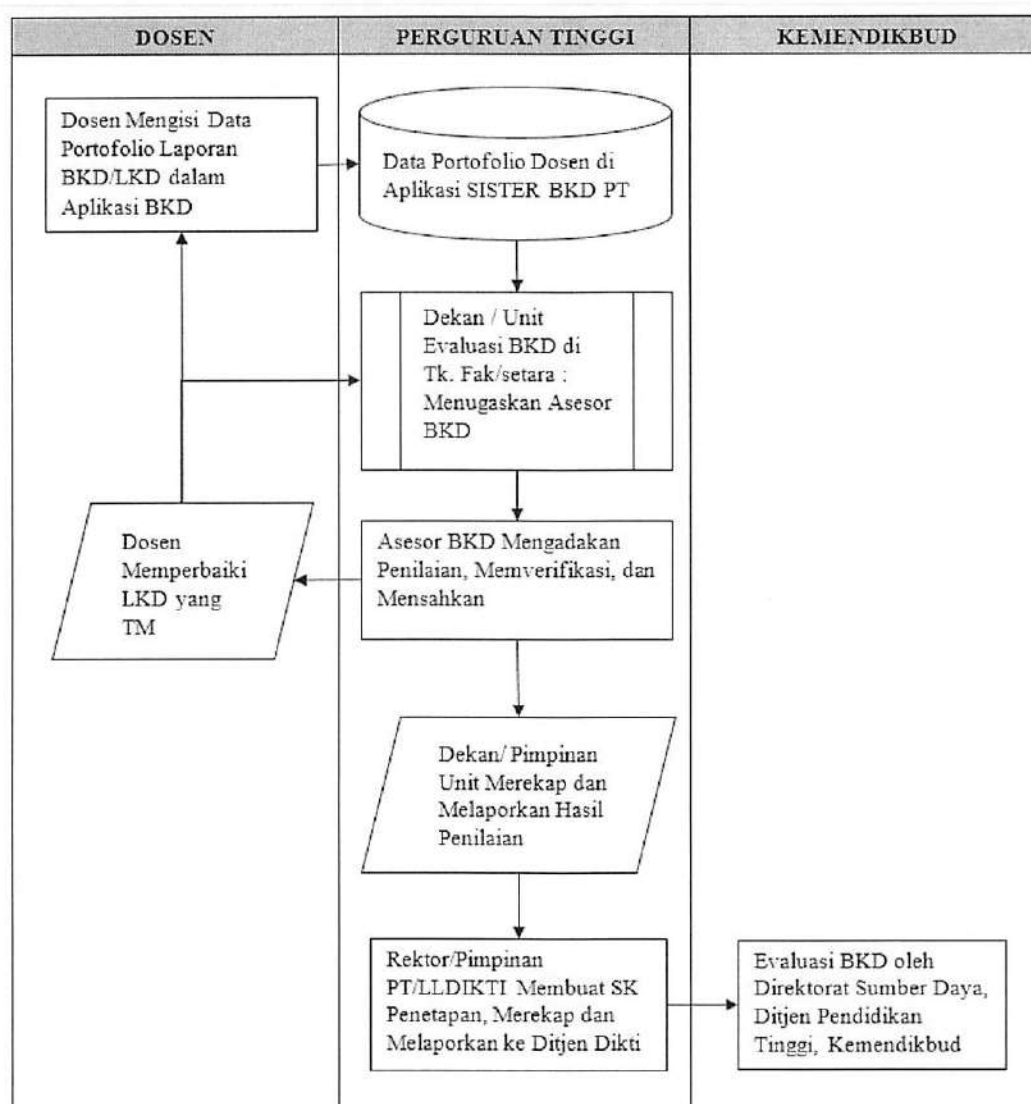 DOSEN
PERGURUAN TINGGI
KEMENDIKBUD
Dosen Mengisi Data
Portofolio Laporan
BKD/LKD dalam
Aplikasi BKD
Data Portofolio Dosen di
Aplikasi SISTER BKD PT
Dekan / Unit
Evaluasi BKD di
Tk. Fak/setara :
Menugaskan Asesor
BKD
Dosen
Memperbaiki
LKD yang
TM
Asesor BKD Mengadakan
Penilaian, Memverifikasi, dan
Mensahkan
Dekan/ Pimpinan
Unit Merekap dan
Melaporkan Hasil
Penilaian
Rektor/Pimpinan
PT/LLDIKTI Membuat SK
Penetapan, Merekap dan
Melaporkan ke Ditjen Dikti
Evaluasi BKD oleh
Direktorat Sumber Daya,
Ditjen Pendidikan
Tinggi, Kemendikbud